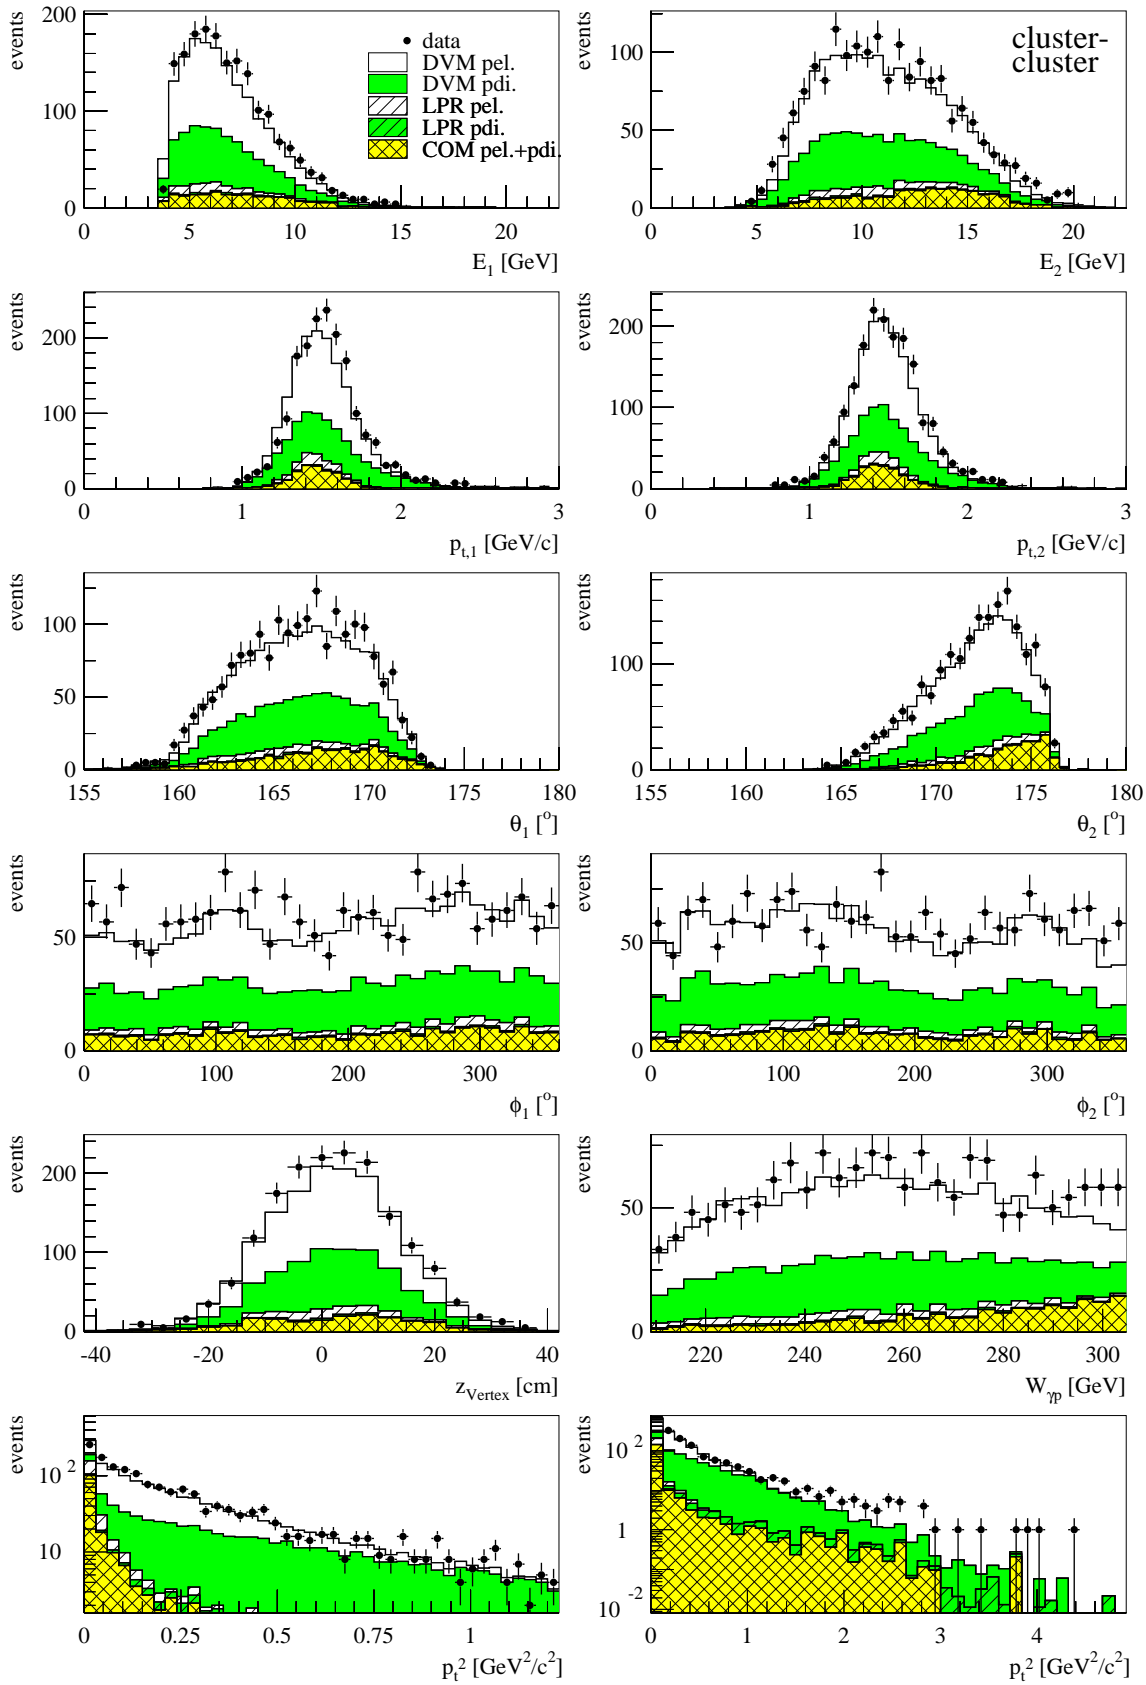 events
200
100
0
0
5
10
15
20
E1 [GeV]
data
DVM pel.
DVM pdi.
LPR pel.
LPR pdi.
COM pel.+pdi.
events
100
50
0
0
5
10
15
20
E2 [GeV]
cluster-
cluster
events
200
100
0
0
1
2
3
pt,1 [GeV/c]
events
200
100
0
0
1
2
3
pt,2 [GeV/c]
events
100
50
0
155
160
165
170
175
180
θ1 [o]
events
100
0
155
160
165
170
175
180
θ2 [o]
events
50
0
0
100
200
300
ϕ1 [o]
events
50
0
0
100
200
300
ϕ2 [o]
events
200
100
0
-40
-20
0
20
40
zVertex [cm]
events
50
0
220
240
260
280
300
Wγp [GeV]
events
10²
10
0
0.25
0.5
0.75
1
pt² [GeV²/c²]
events
10²
1
10⁻²
0
1
2
3
4
pt² [GeV²/c²]